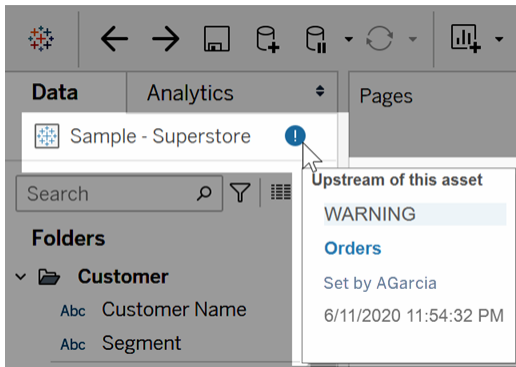 Data
Analytics
Pages
Sample - Superstore
Upstream of this asset
Search
WARNING
Folders
Orders
Customer
Set by AGarcia
Abc Customer Name
6/11/2020 11:54:32 PM
Abc Segment